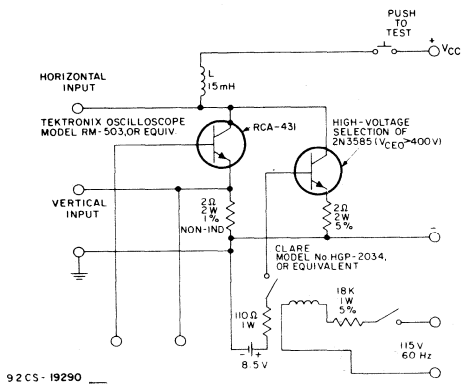 PUSH
TO
TEST
+
VCC
L
15mH
HORIZONTAL
INPUT
TEKTRONIX OSCILLOSCOPE
MODEL RM-503, OR EQUIV.
RCA-431
HIGH-VOLTAGE
SELECTION OF
2N3585 (VCEO>400V)
VERTICAL
INPUT
2Ω
2W
1%
NON-IND
2Ω
2W
5%
-
CLARE
MODEL No. HGP-2034,
OR EQUIVALENT
110Ω
1W
- +
8.5V
18K
1W
5%
115V
60 Hz
92CS-19290